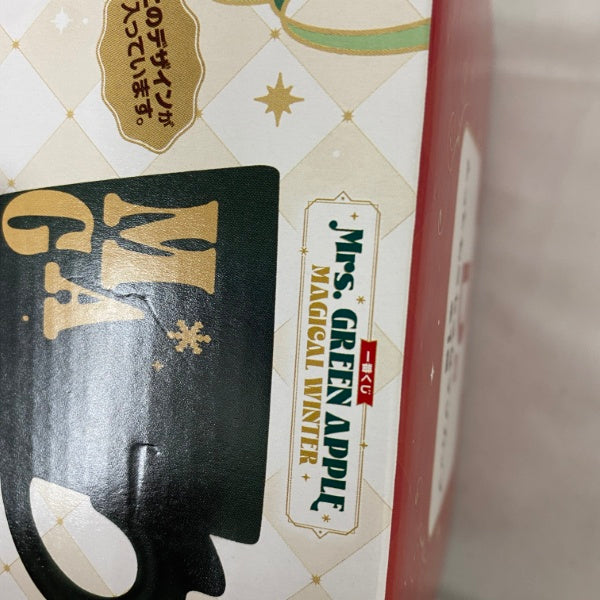 このデザインが
入っています。
一番くじ
Mrs. GREEN APPLE
MAGICAL WINTER
M
GA